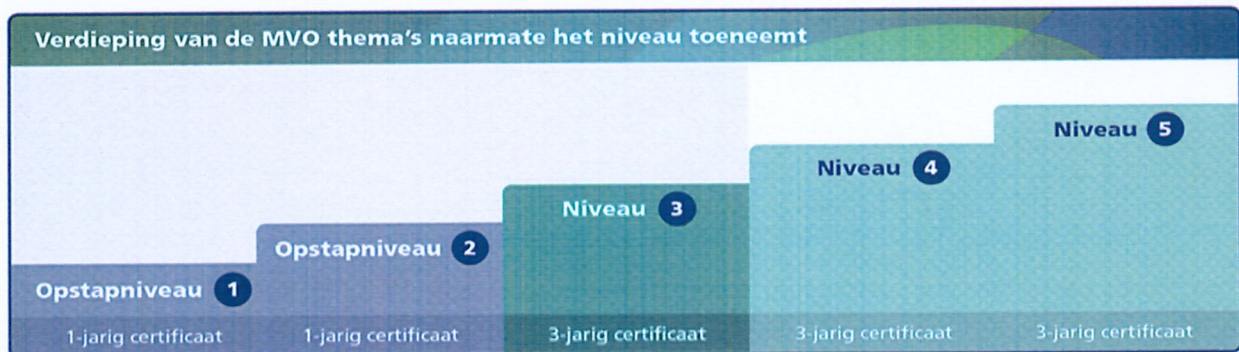 Verdieping van de MVO thema's naarmate het niveau toeneemt
Opstapniveau 1
1-jarig certificaat
Opstapniveau 2
1-jarig certificaat
Niveau 3
3-jarig certificaat
Niveau 4
3-jarig certificaat
Niveau 5
3-jarig certificaat